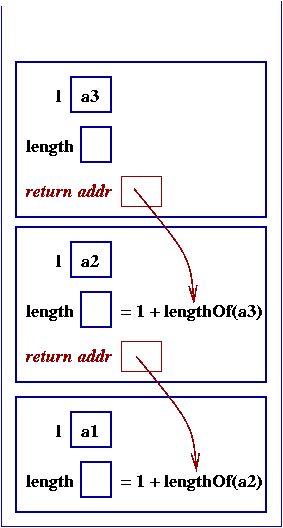 l a3
length
return addr
l a2
length = 1 + lengthOf(a3)
return addr
l a1
length = 1 + lengthOf(a2)